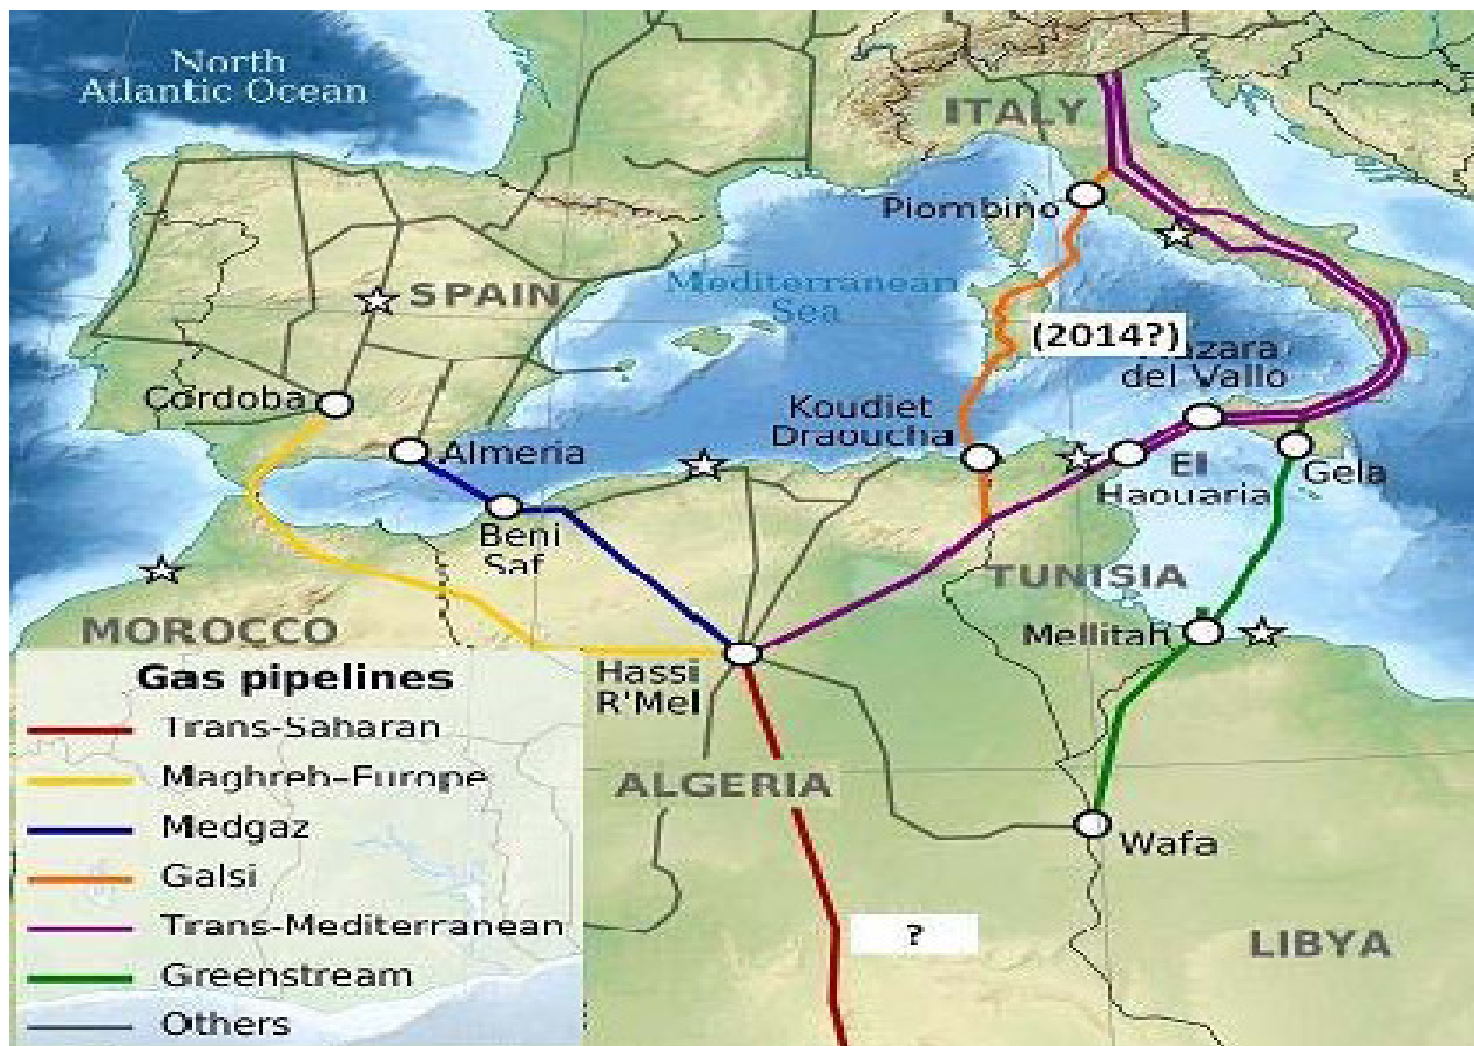 North
Atlantic Ocean
ITALY
Piombino
SPAIN
Mediterranean
Sea
(2014?)
del Vallo
Cordoba
Koudiet
Draoucha
Almeria
El
Haouaria
Gela
Beni
Saf
TUNISIA
MOROCCO
Mellitah
Hassi
R'Mel
Gas pipelines
Trans-Saharan
Maghreb-Europe
Medgaz
Galsi
Trans-Mediterranean
Greenstream
Others
ALGERIA
Wafa
?
LIBYA